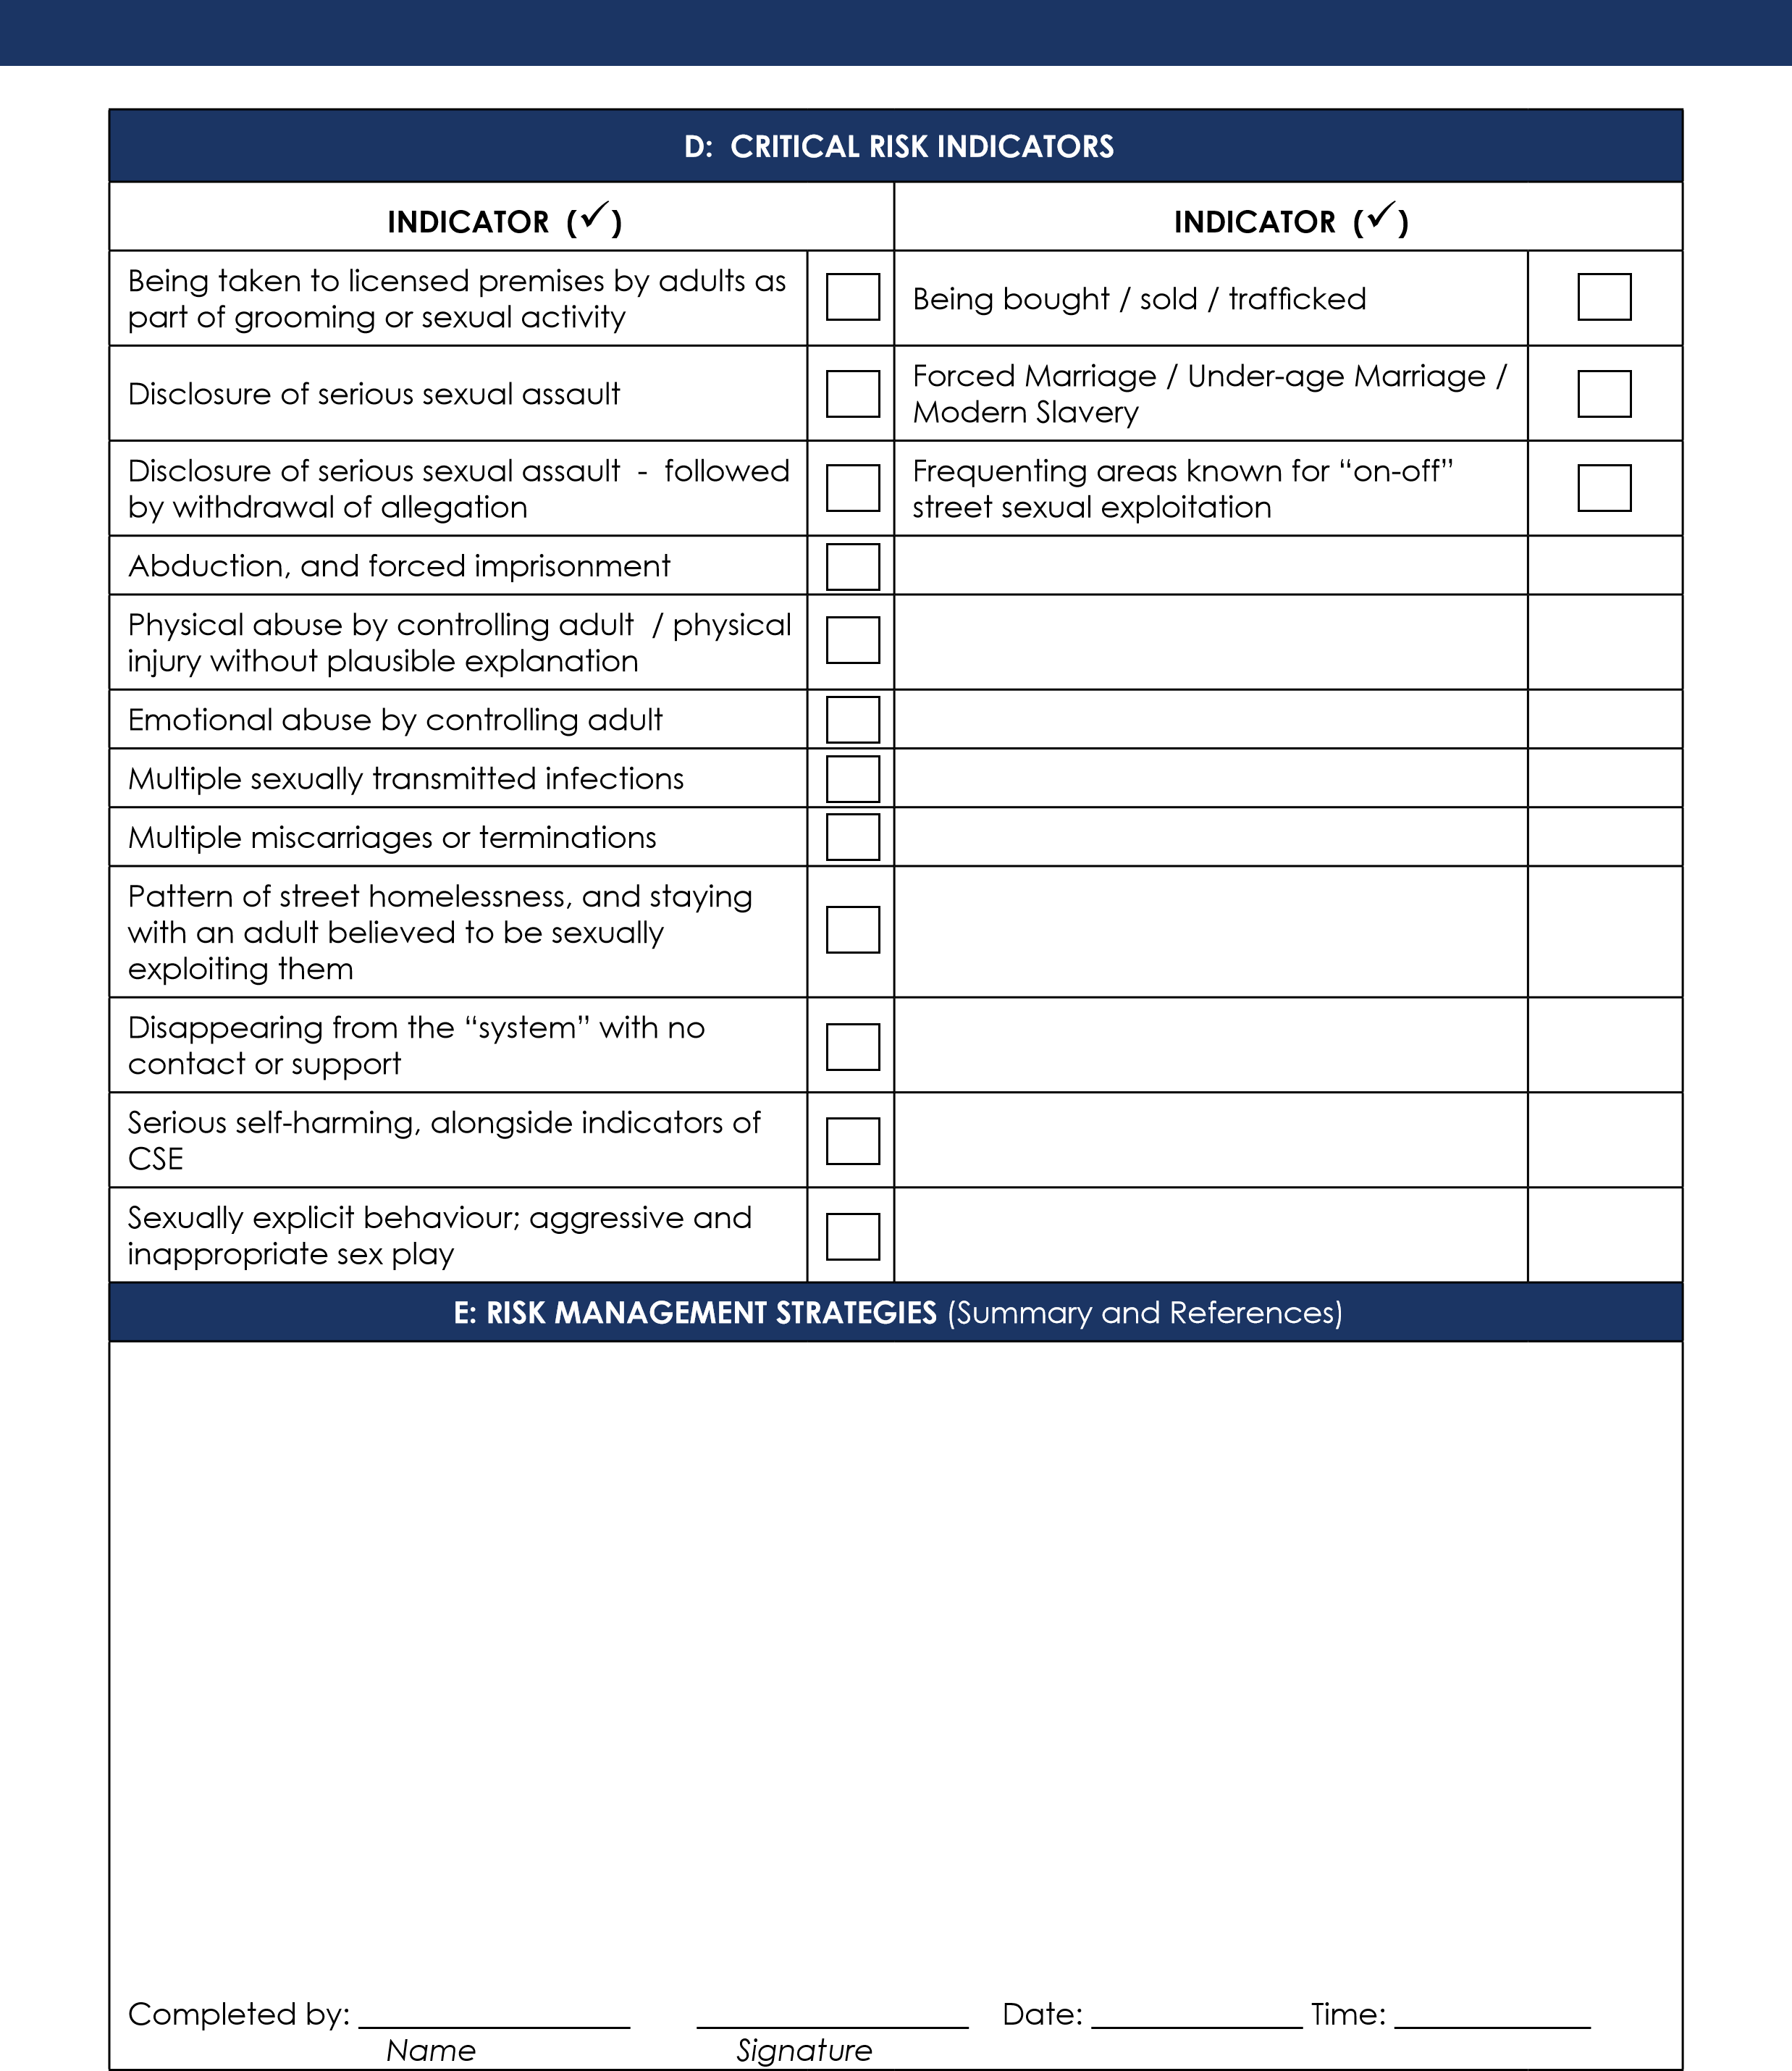 D:  CRITICAL RISK INDICATORS
INDICATOR  (✓)
INDICATOR  (✓)
Being taken to licensed premises by adults as
part of grooming or sexual activity
Being bought / sold / trafficked
Disclosure of serious sexual assault
Forced Marriage / Under-age Marriage /
Modern Slavery
Disclosure of serious sexual assault  -  followed
by withdrawal of allegation
Frequenting areas known for “on-off”
street sexual exploitation
Abduction, and forced imprisonment
Physical abuse by controlling adult  / physical
injury without plausible explanation
Emotional abuse by controlling adult
Multiple sexually transmitted infections
Multiple miscarriages or terminations
Pattern of street homelessness, and staying
with an adult believed to be sexually
exploiting them
Disappearing from the “system” with no
contact or support
Serious self-harming, alongside indicators of
CSE
Sexually explicit behaviour; aggressive and
inappropriate sex play
E: RISK MANAGEMENT STRATEGIES (Summary and References)
Completed by: ________________ ________________ Date: ____________ Time: ____________
Name Signature